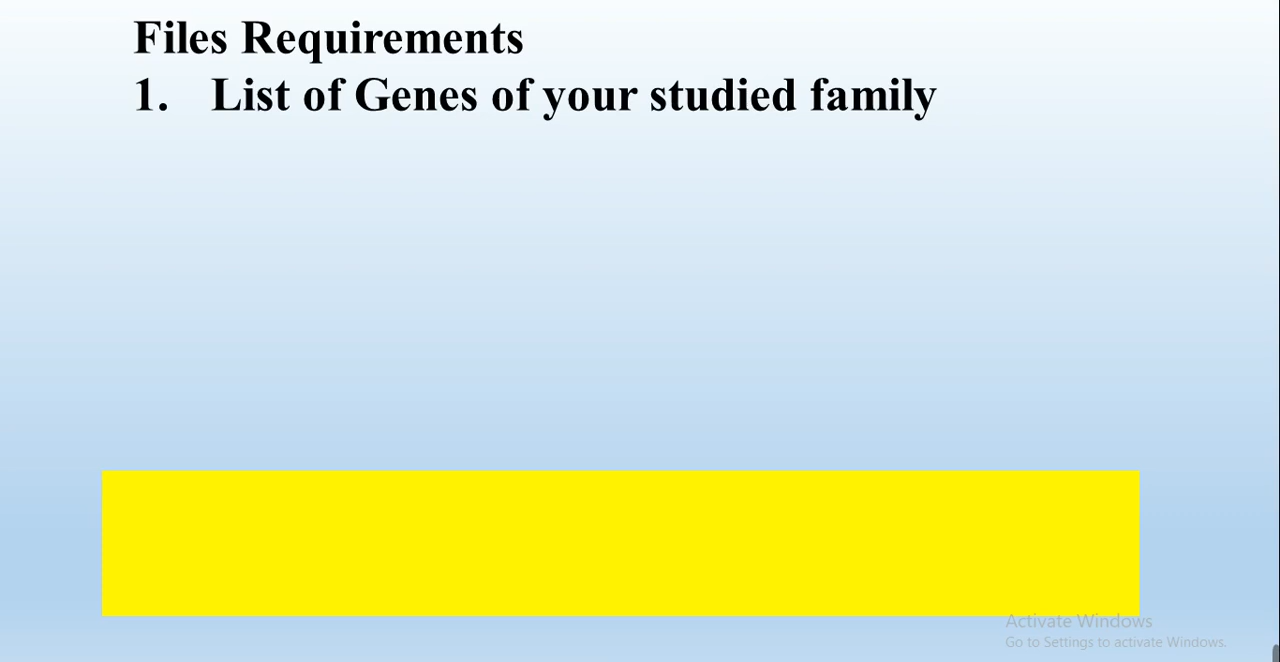 Files Requirements
1. List of Genes of your studied family
Activate Windows
Go to Settings to activate Windows.